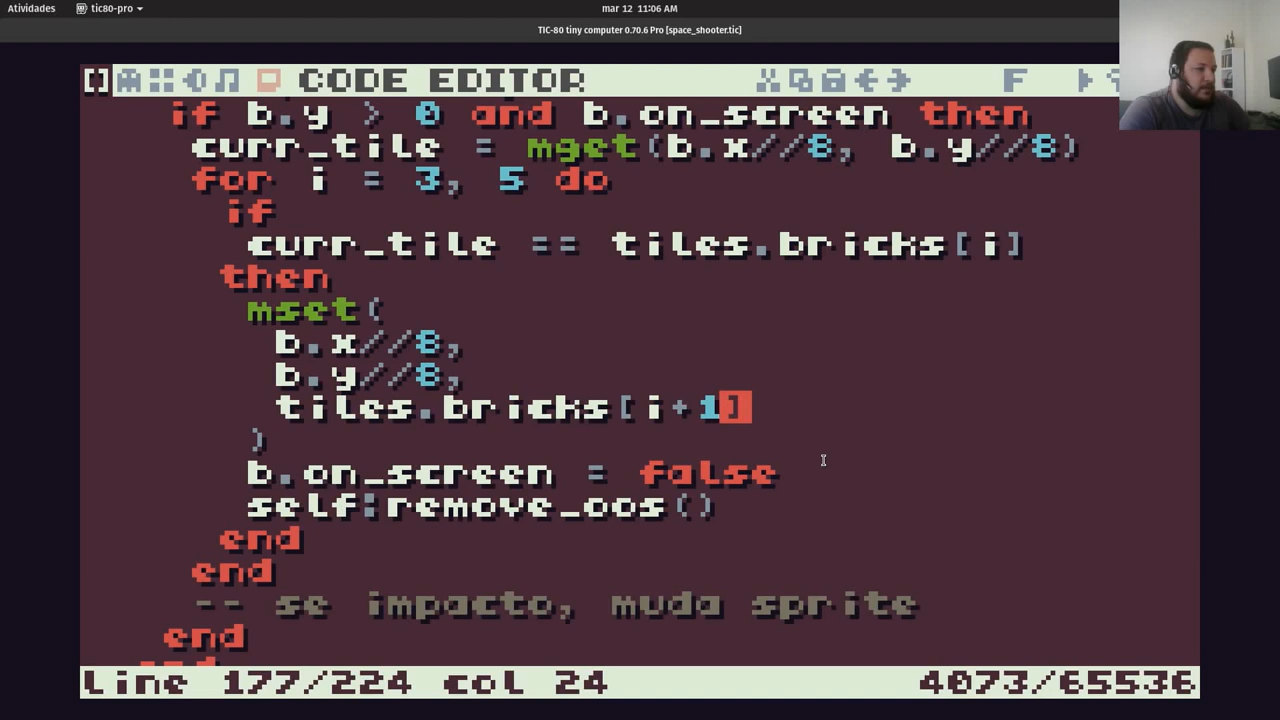 Atividades tic80-pro mar 12 11:06 AM
TIC-80 tiny computer 0.70.6 Pro [space_shooter.tic]
CODE EDITOR F
if b.y > 0 and b.on_screen then
curr_tile = mget(b.x//8, b.y//8)
for i = 3, 5 do
if
curr_tile == tiles.bricks[i]
then
mset(
b.x//8,
b.y//8,
tiles.bricks[i+1]
)
b.on_screen = false
self:remove_oos()
end
end
-- se impacto, muda sprite
end
line 177/224 col 24 4073/65536